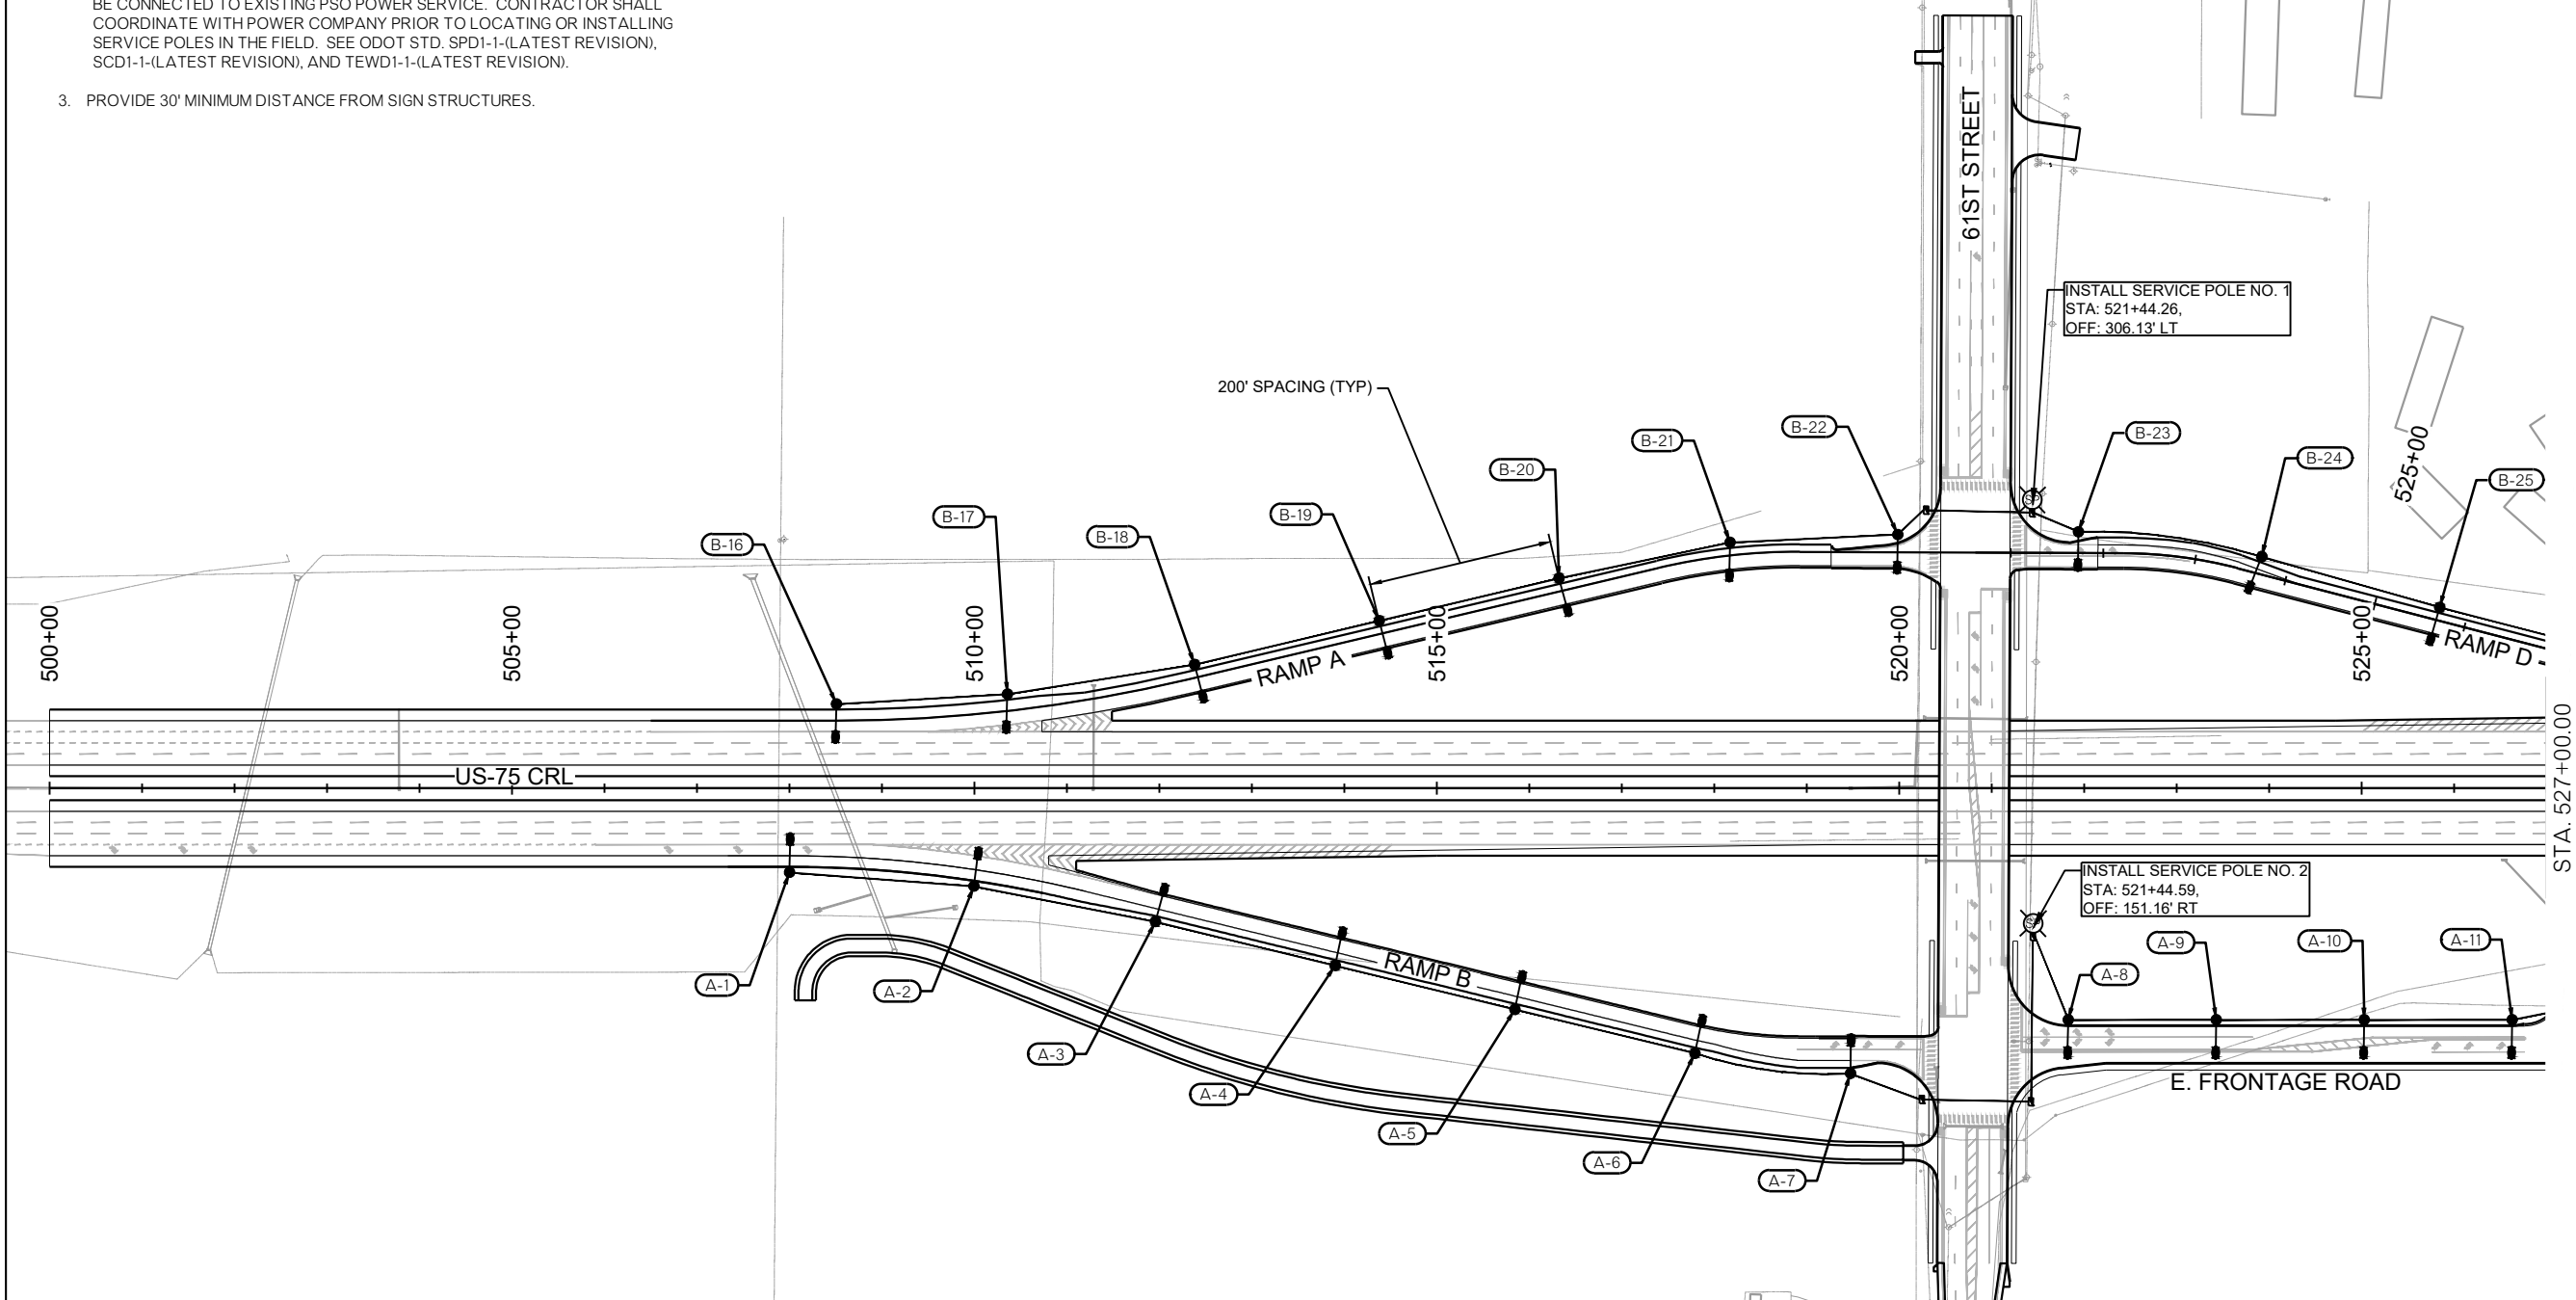 BE CONNECTED TO EXISTING PSO POWER SERVICE. CONTRACTOR SHALL
COORDINATE WITH POWER COMPANY PRIOR TO LOCATING OR INSTALLING
SERVICE POLES IN THE FIELD. SEE ODOT STD. SPD1-1-(LATEST REVISION),
SCD1-1-(LATEST REVISION), AND TEWD1-1-(LATEST REVISION).
3. PROVIDE 30' MINIMUM DISTANCE FROM SIGN STRUCTURES.
61ST STREET
INSTALL SERVICE POLE NO. 1
STA: 521+44.26,
OFF: 306.13' LT
200' SPACING (TYP)
B-16
B-17
B-18
B-19
B-20
B-21
B-22
B-23
B-24
B-25
525+00
SP
500+00
505+00
510+00
515+00
520+00
525+00
RAMP A
RAMP D
US-75 CRL
STA. 527+00.00
INSTALL SERVICE POLE NO. 2
STA: 521+44.59,
OFF: 151.16' RT
SP
RAMP B
A-1
A-2
A-3
A-4
A-5
A-6
A-7
A-8
A-9
A-10
A-11
E. FRONTAGE ROAD